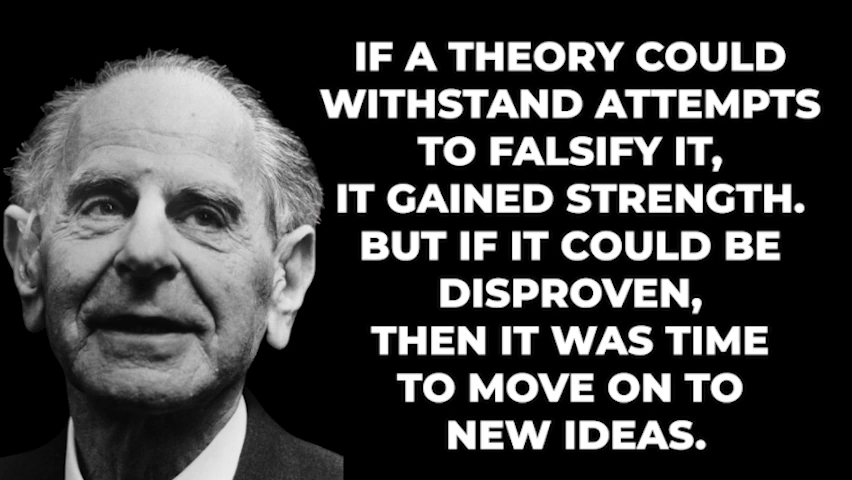 IF A THEORY COULD
WITHSTAND ATTEMPTS
TO FALSIFY IT,
IT GAINED STRENGTH.
BUT IF IT COULD BE
DISPROVEN,
THEN IT WAS TIME
TO MOVE ON TO
NEW IDEAS.